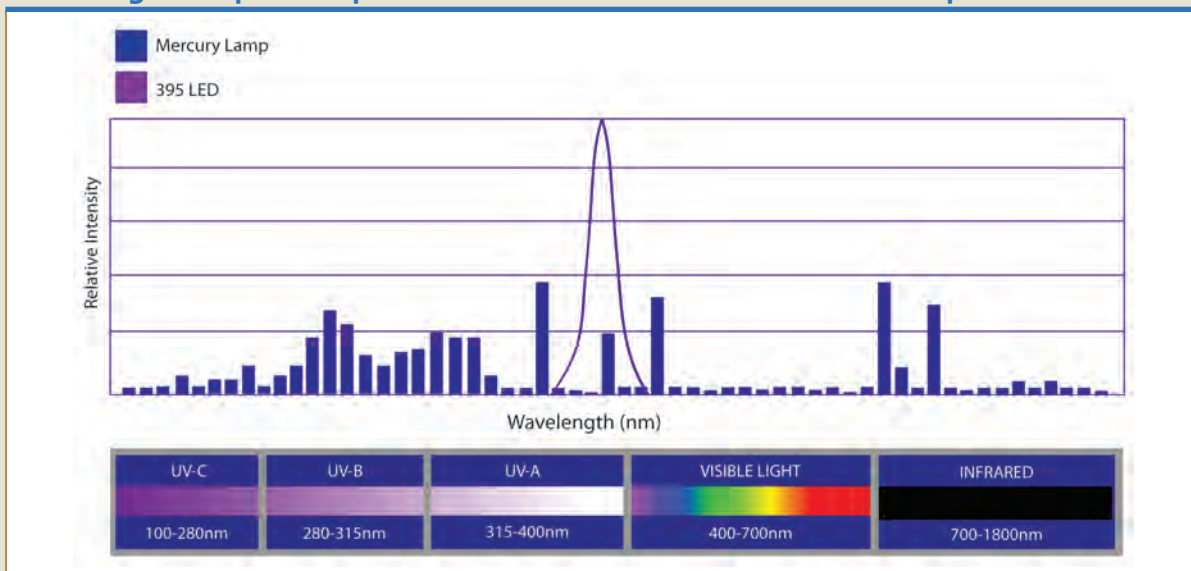 Mercury Lamp
395 LED
Relative Intensity
Wavelength (nm)
UV-C UV-B UV-A VISIBLE LIGHT INFRARED
100-280nm 280-315nm 315-400nm 400-700nm 700-1800nm